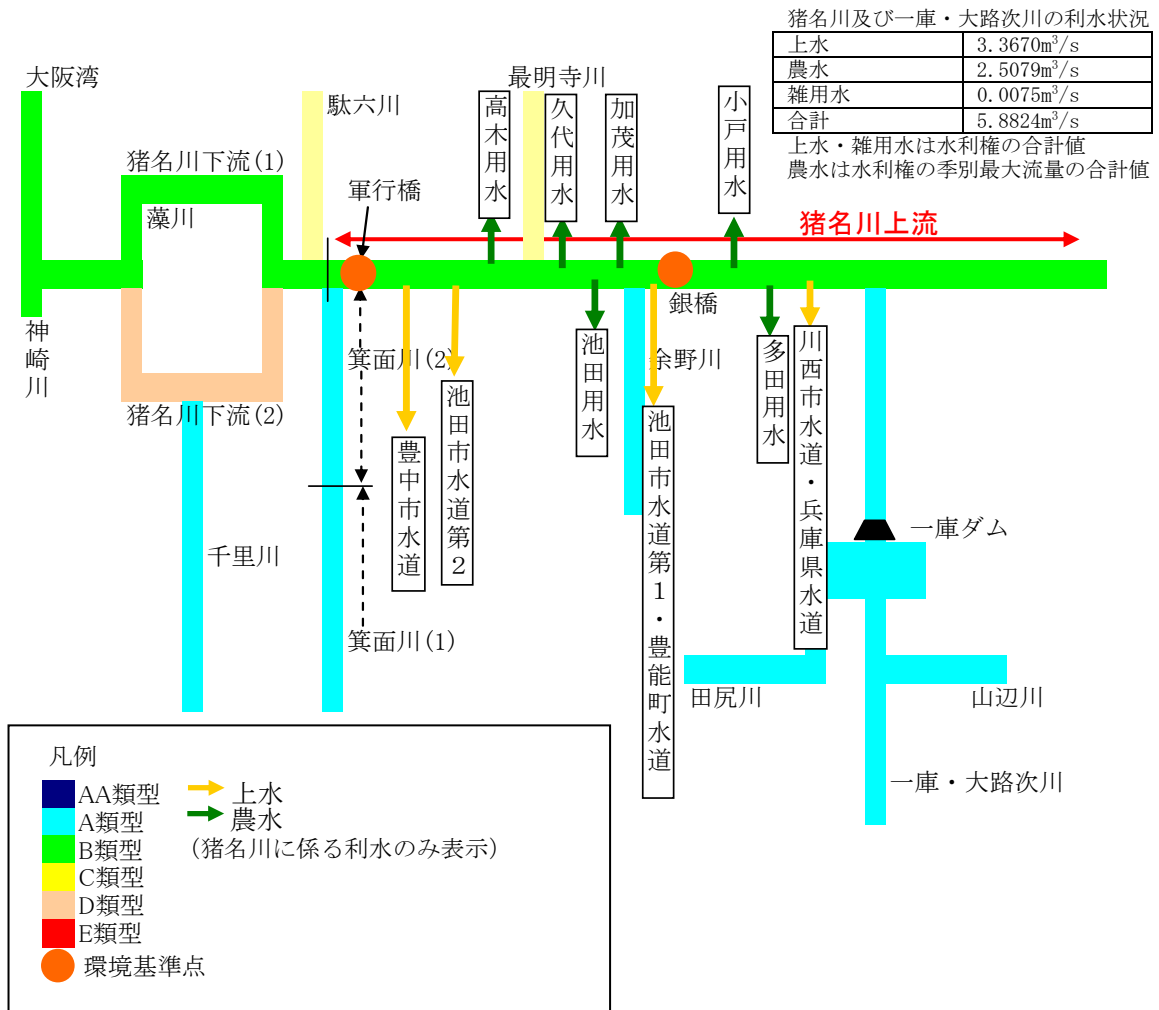 猪名川及び一庫・大路次川の利水状況
上水 3.3670m³/s
農水 2.5079m³/s
雑用水 0.0075m³/s
合計 5.8824m³/s
上水・雑用水は水利権の合計値
農水は水利権の季別最大流量の合計値
大阪湾
駄六川
最明寺川
高木用水
久代用水
加茂用水
小戸用水
猪名川下流(1)
藻川
軍行橋
猪名川上流
銀橋
神崎川
箕面川(2)
池田用水
余野川
多田用水
川西市水道・兵庫県水道
猪名川下流(2)
池田市水道第2
池田市水道第1・豊能町水道
豊中市水道
千里川
一庫ダム
箕面川(1)
田尻川
山辺川
一庫・大路次川
凡例
AA類型
A類型
B類型
C類型
D類型
E類型
環境基準点
上水
農水
(猪名川に係る利水のみ表示)